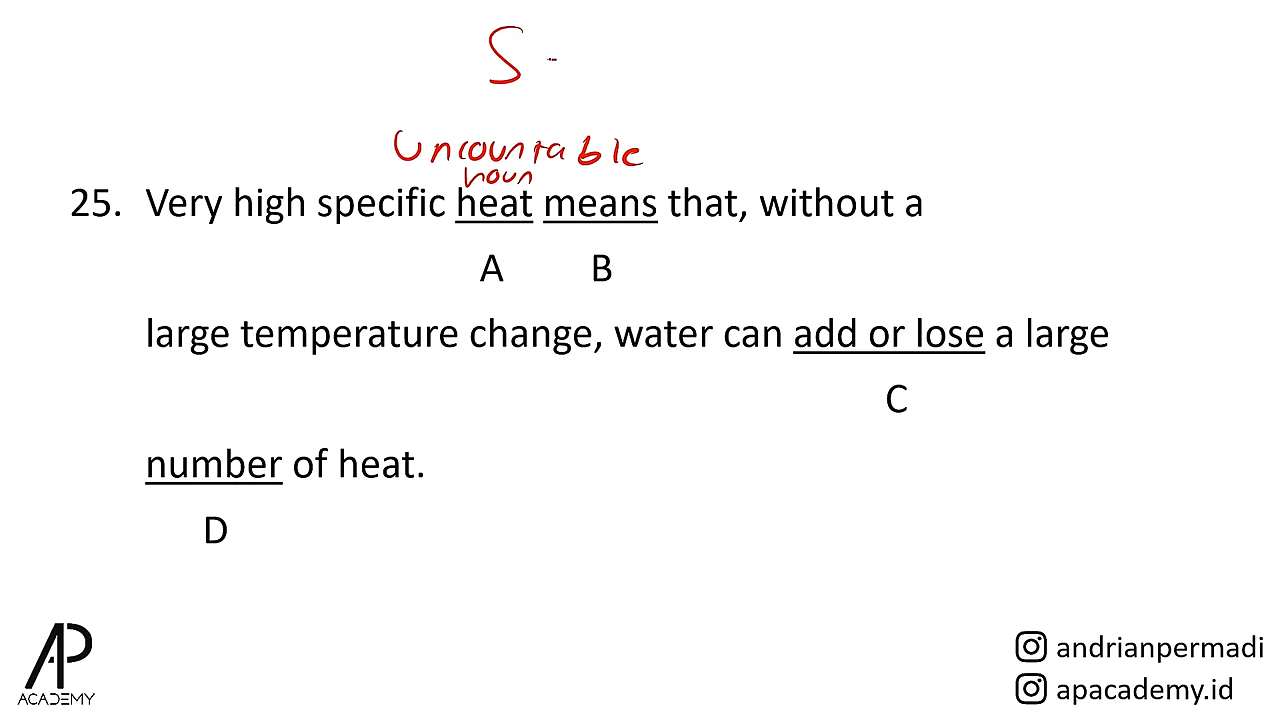 S
Uncountable
noun
25. Very high specific heat means that, without a
A B
large temperature change, water can add or lose a large
C
number of heat.
D
AP
ACADEMY
andrianpermadi
apacademy.id